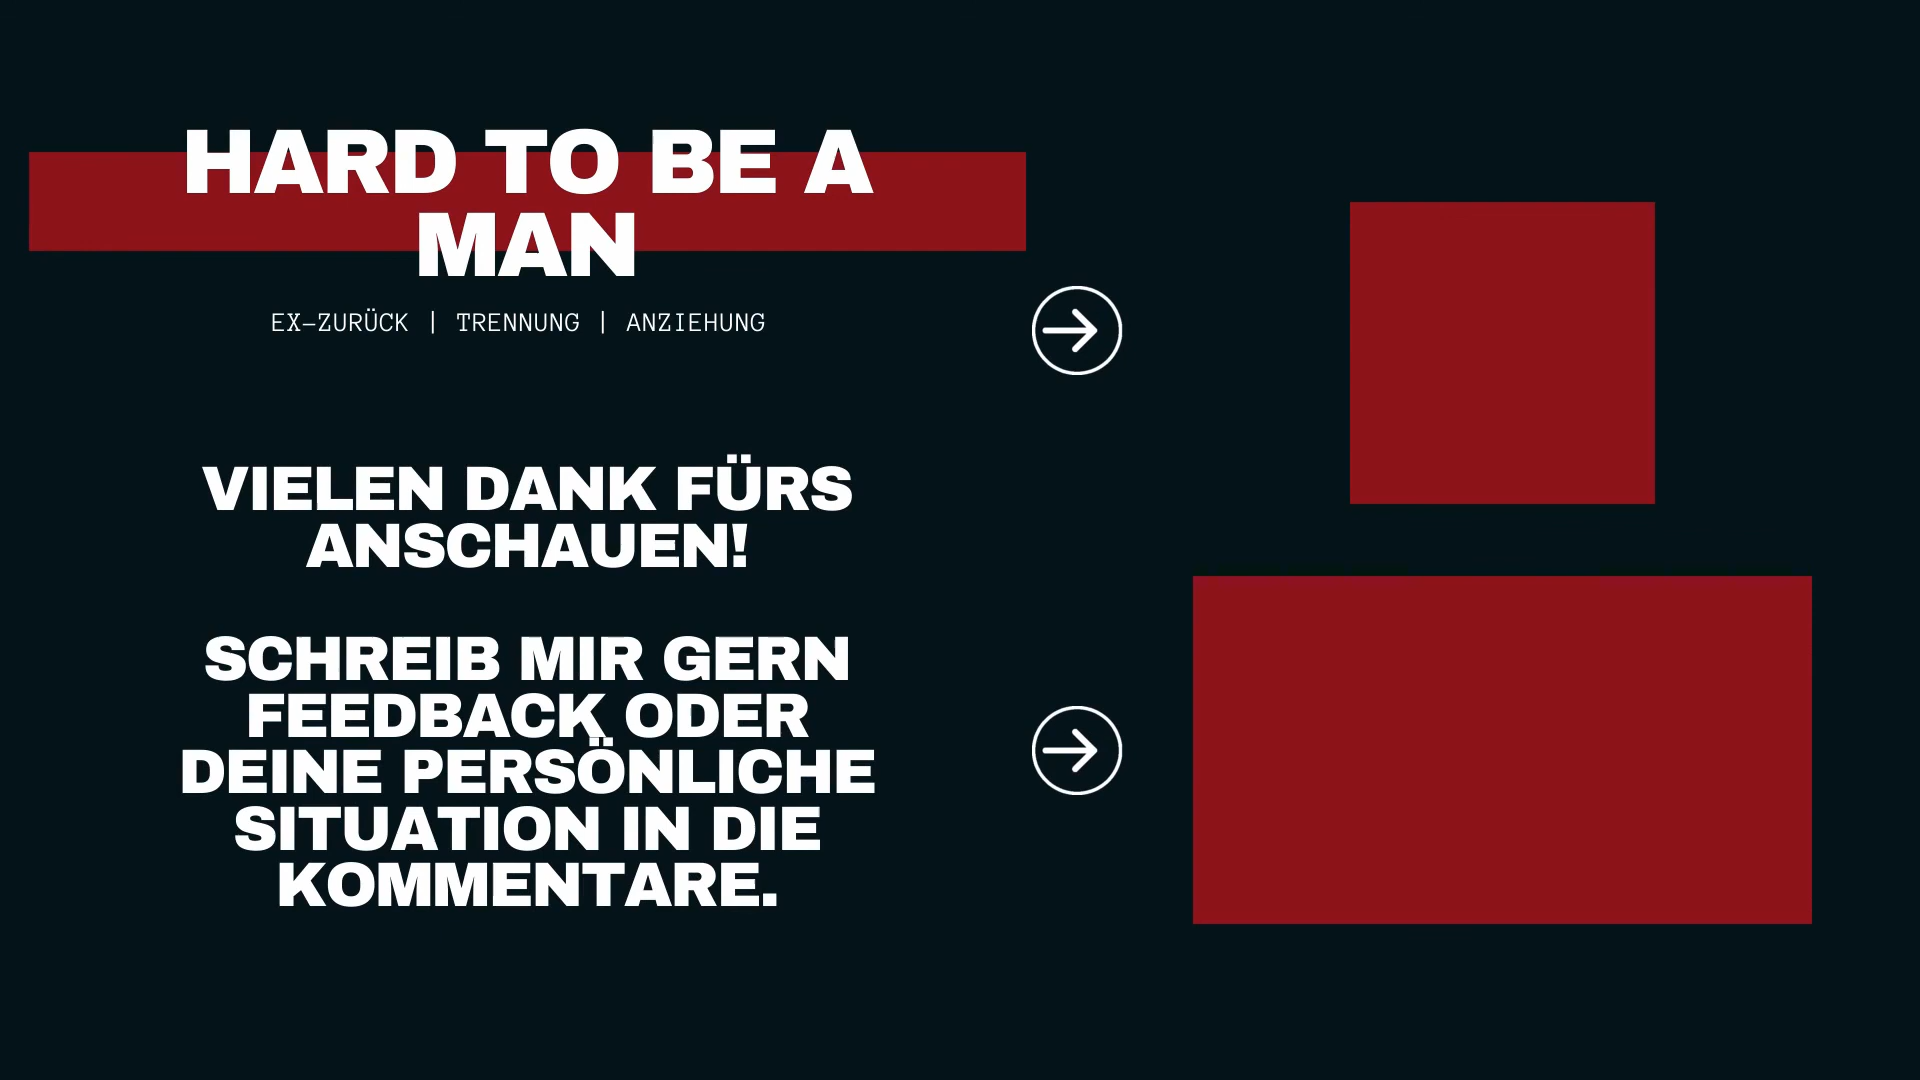 HARD TO BE A
MAN
EX–ZURÜCK | TRENNUNG | ANZIEHUNG
VIELEN DANK FÜRS
ANSCHAUEN!
SCHREIB MIR GERN
FEEDBACK ODER
DEINE PERSÖNLICHE
SITUATION IN DIE
KOMMENTARE.